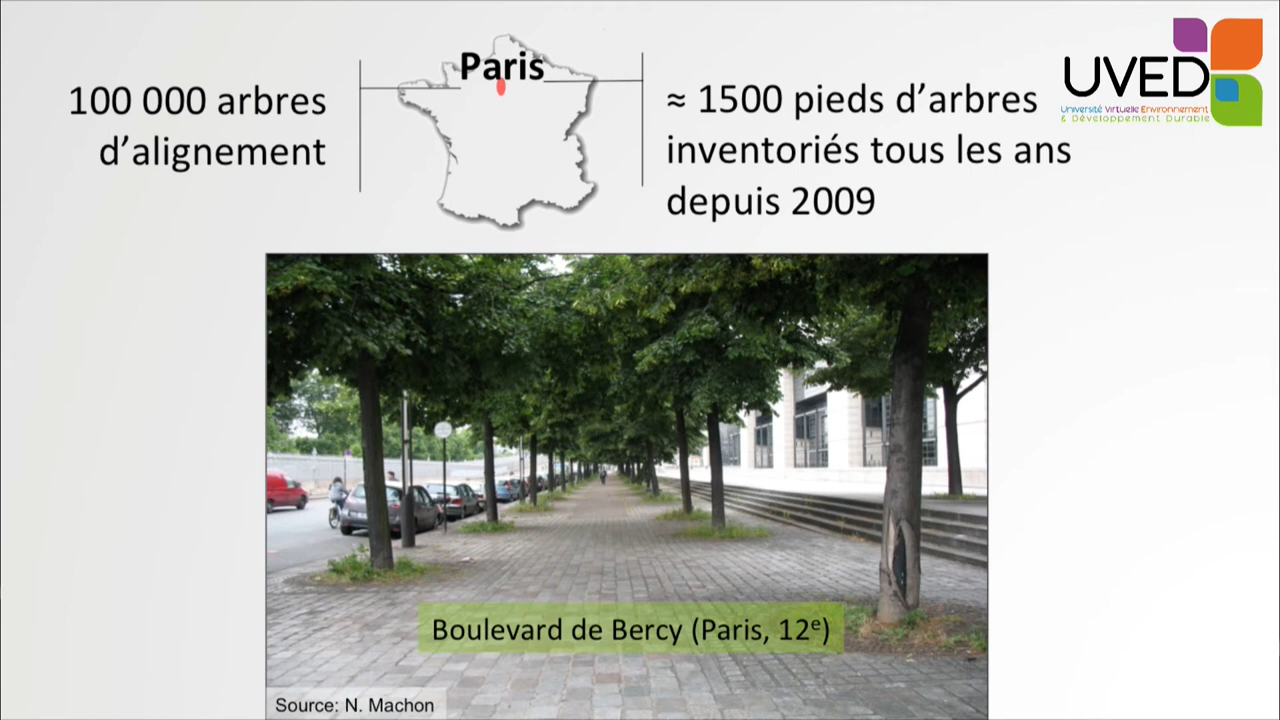 100 000 arbres
d’alignement
Paris
≈ 1500 pieds d’arbres
inventoriés tous les ans
depuis 2009
UVED
Université Virtuelle Environnement
& Développement Durable
Boulevard de Bercy (Paris, 12ᵉ)
Source: N. Machon